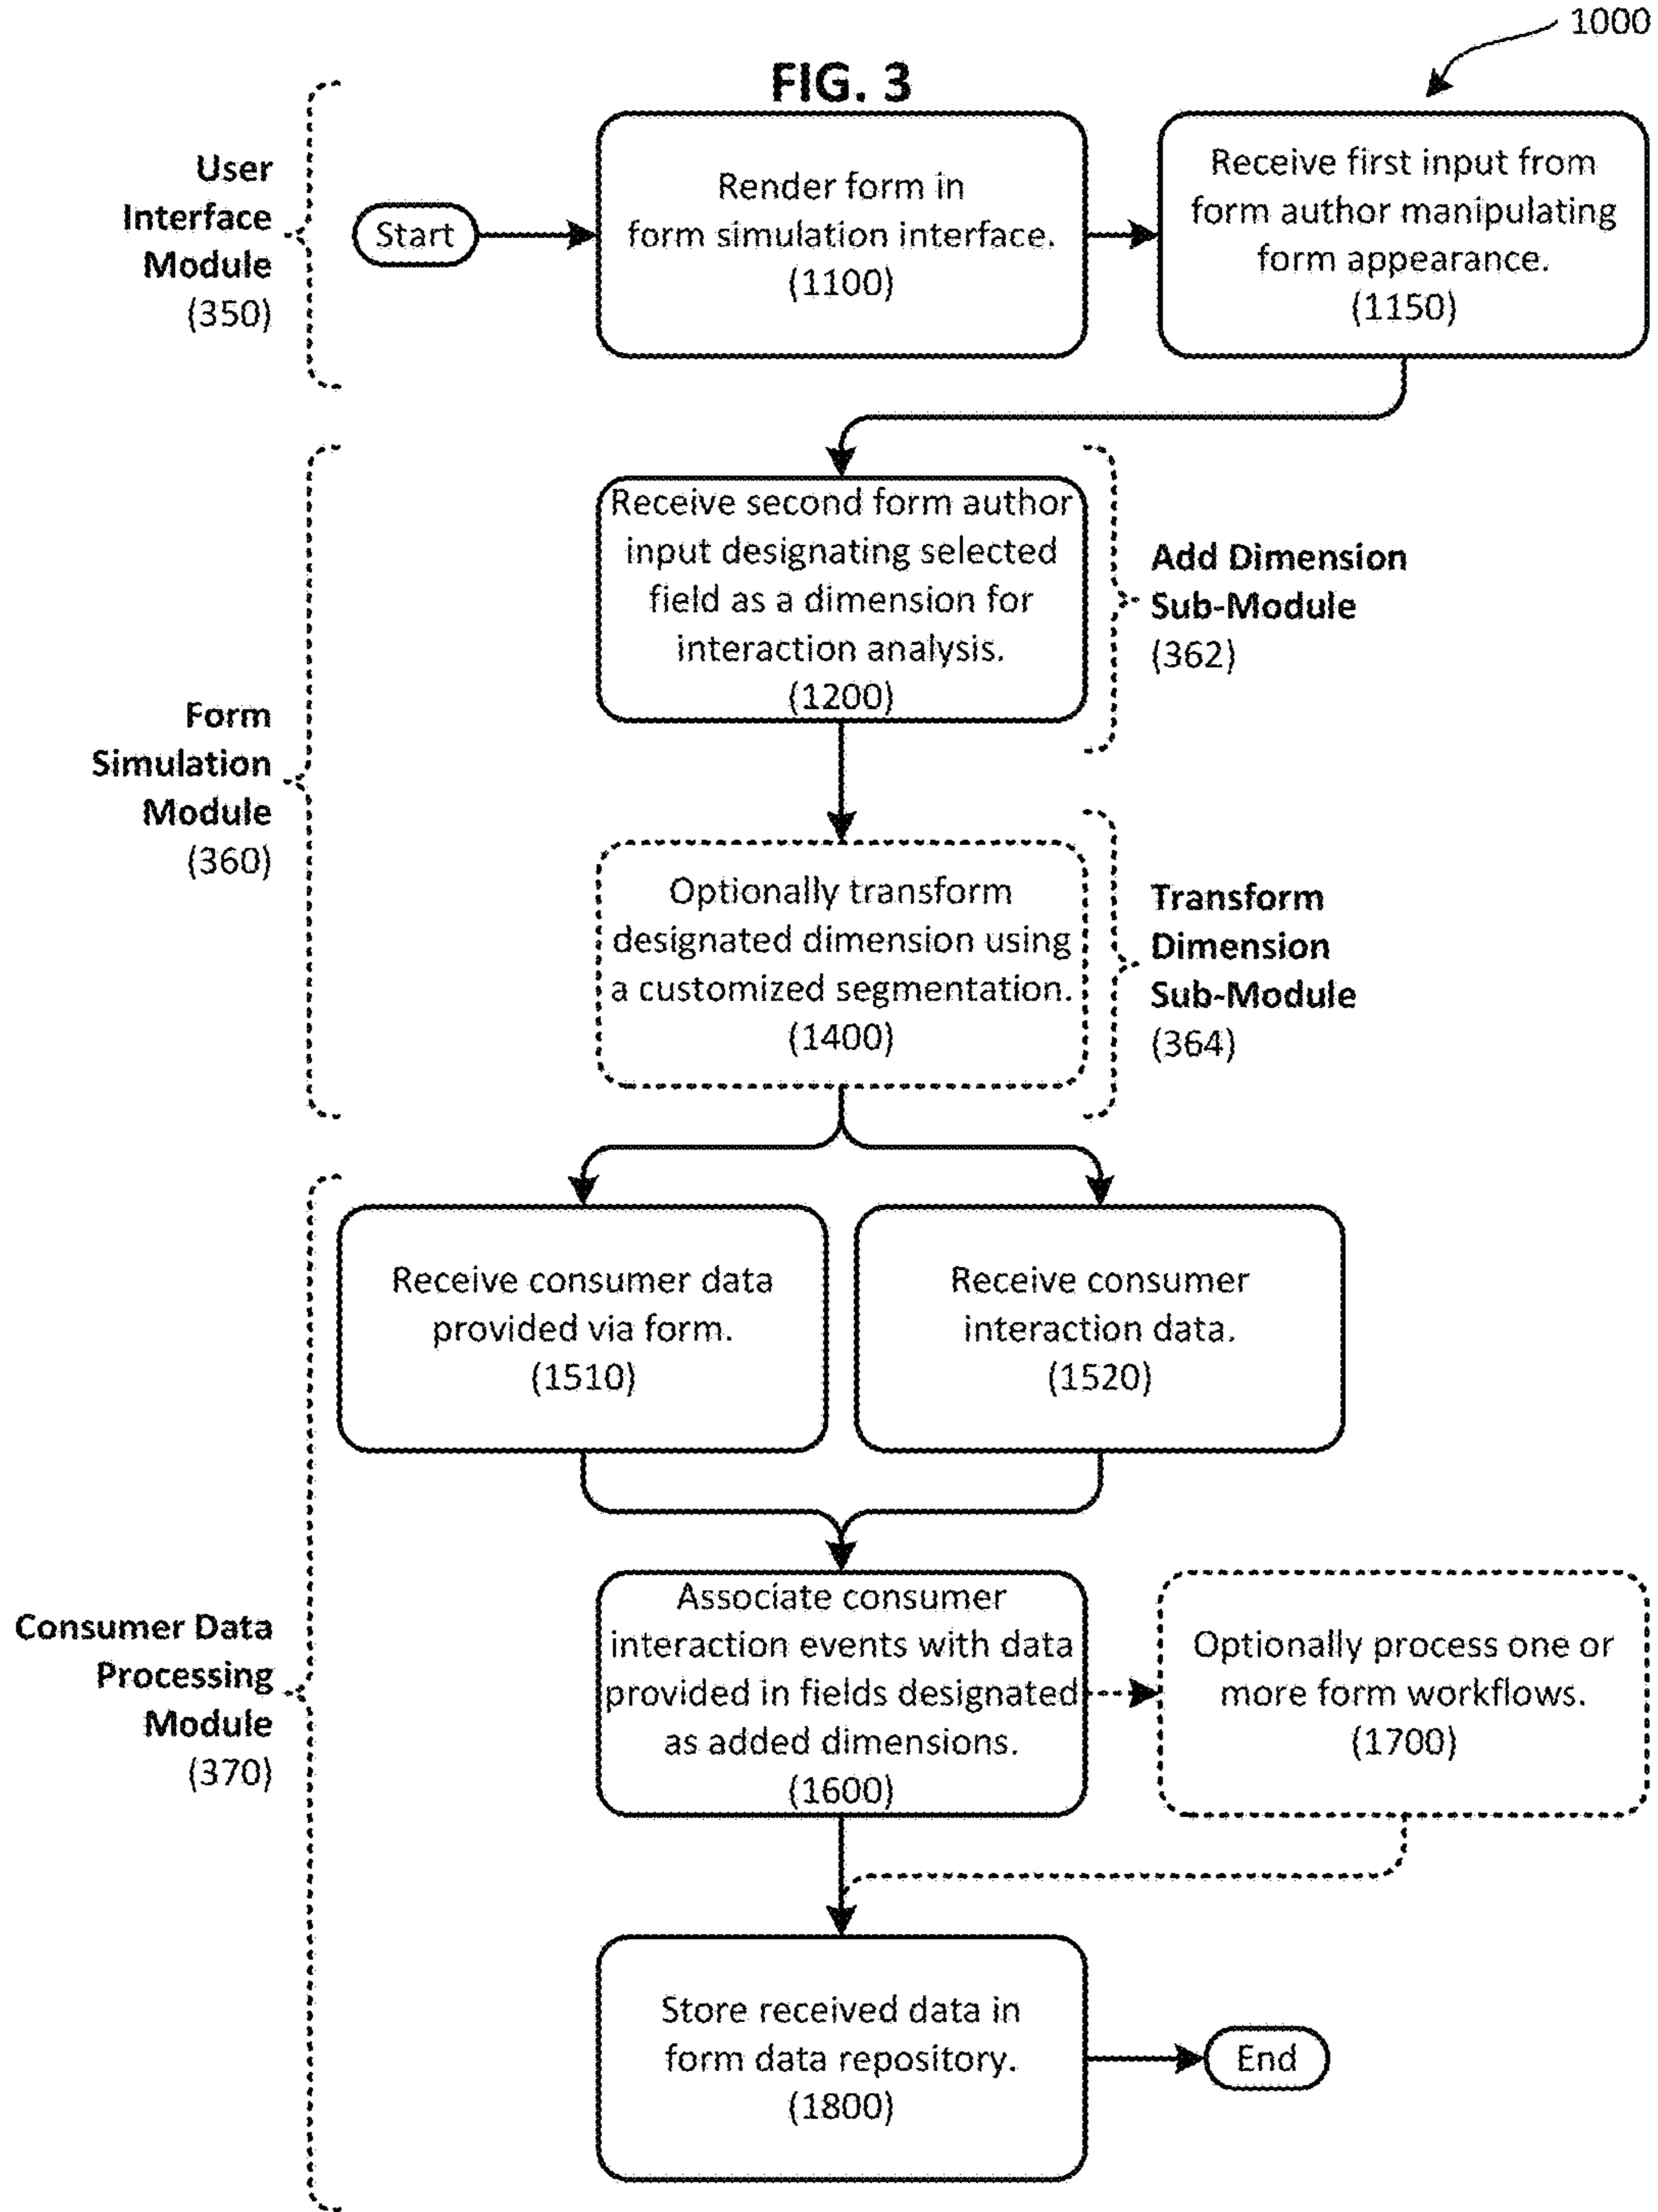 1000
FIG. 3
User
Interface
Module
(350)
Start
Render form in
form simulation interface.
(1100)
Receive first input from
form author manipulating
form appearance.
(1150)
Form
Simulation
Module
(360)
Receive second form author
input designating selected
field as a dimension for
interaction analysis.
(1200)
Add Dimension
Sub-Module
(362)
Optionally transform
designated dimension using
a customized segmentation.
(1400)
Transform
Dimension
Sub-Module
(364)
Consumer Data
Processing
Module
(370)
Receive consumer data
provided via form.
(1510)
Receive consumer
interaction data.
(1520)
Associate consumer
interaction events with data
provided in fields designated
as added dimensions.
(1600)
Optionally process one or
more form workflows.
(1700)
Store received data in
form data repository.
(1800)
End